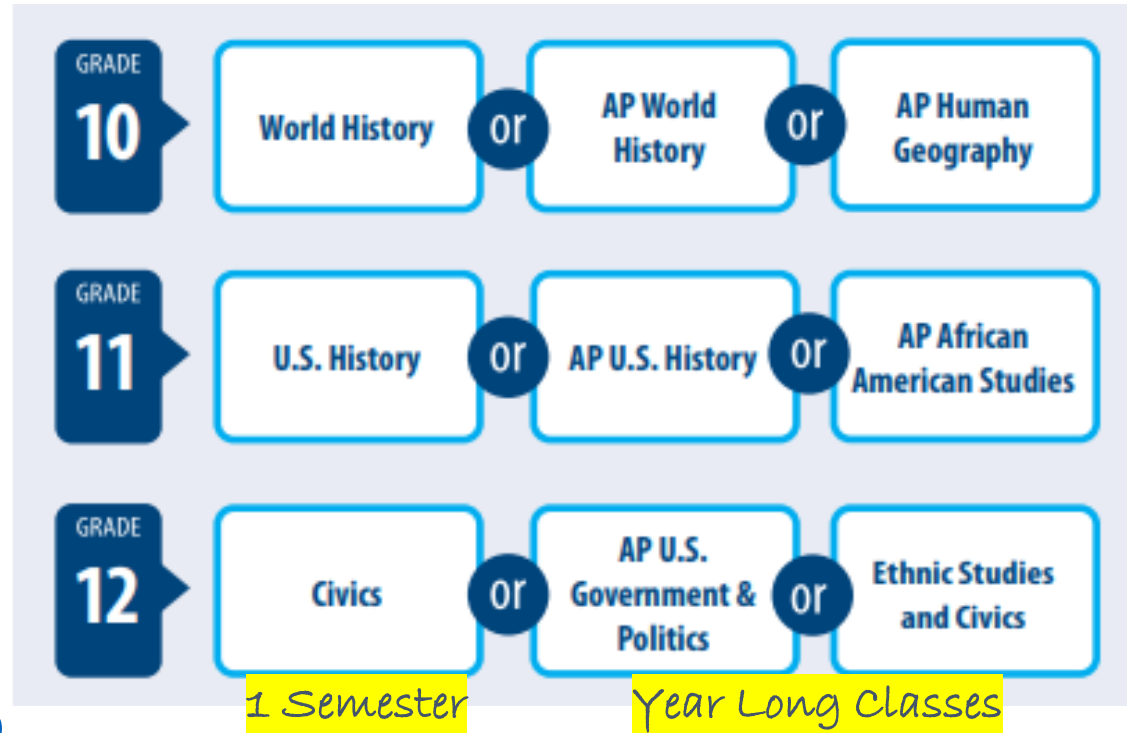 GRADE
10
World History
or
AP World
History
or
AP Human
Geography
GRADE
11
U.S. History
or
AP U.S. History
or
AP African
American Studies
GRADE
12
Civics
or
AP U.S.
Government &
Politics
or
Ethnic Studies
and Civics
1 Semester
Year Long Classes